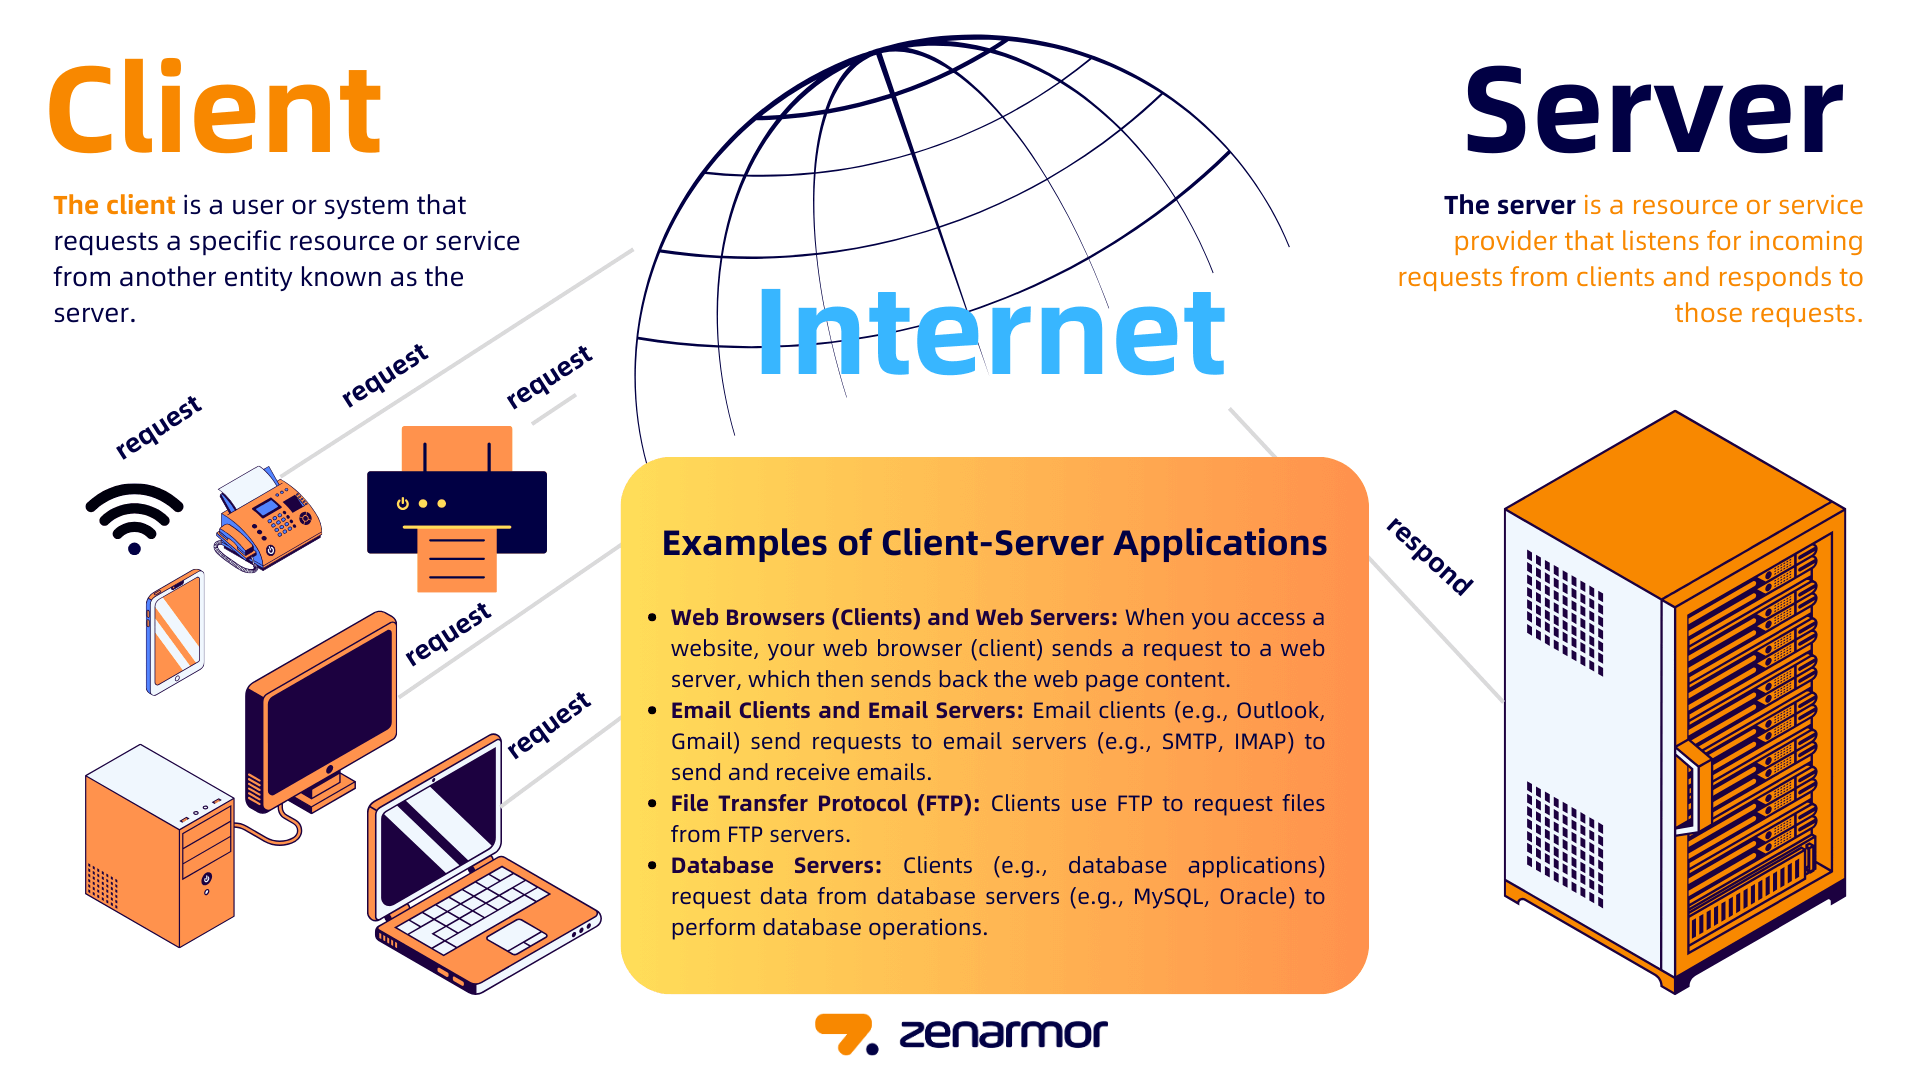 Client
The client is a user or system that
requests a specific resource or service
from another entity known as the
server.
Internet
Server
The server is a resource or service
provider that listens for incoming
requests from clients and responds to
those requests.
request
request
request
request
request
respond
Examples of Client-Server Applications
• Web Browsers (Clients) and Web Servers: When you access a
website, your web browser (client) sends a request to a web
server, which then sends back the web page content.
• Email Clients and Email Servers: Email clients (e.g., Outlook,
Gmail) send requests to email servers (e.g., SMTP, IMAP) to
send and receive emails.
• File Transfer Protocol (FTP): Clients use FTP to request files
from FTP servers.
• Database Servers: Clients (e.g., database applications)
request data from database servers (e.g., MySQL, Oracle) to
perform database operations.
zenarmor